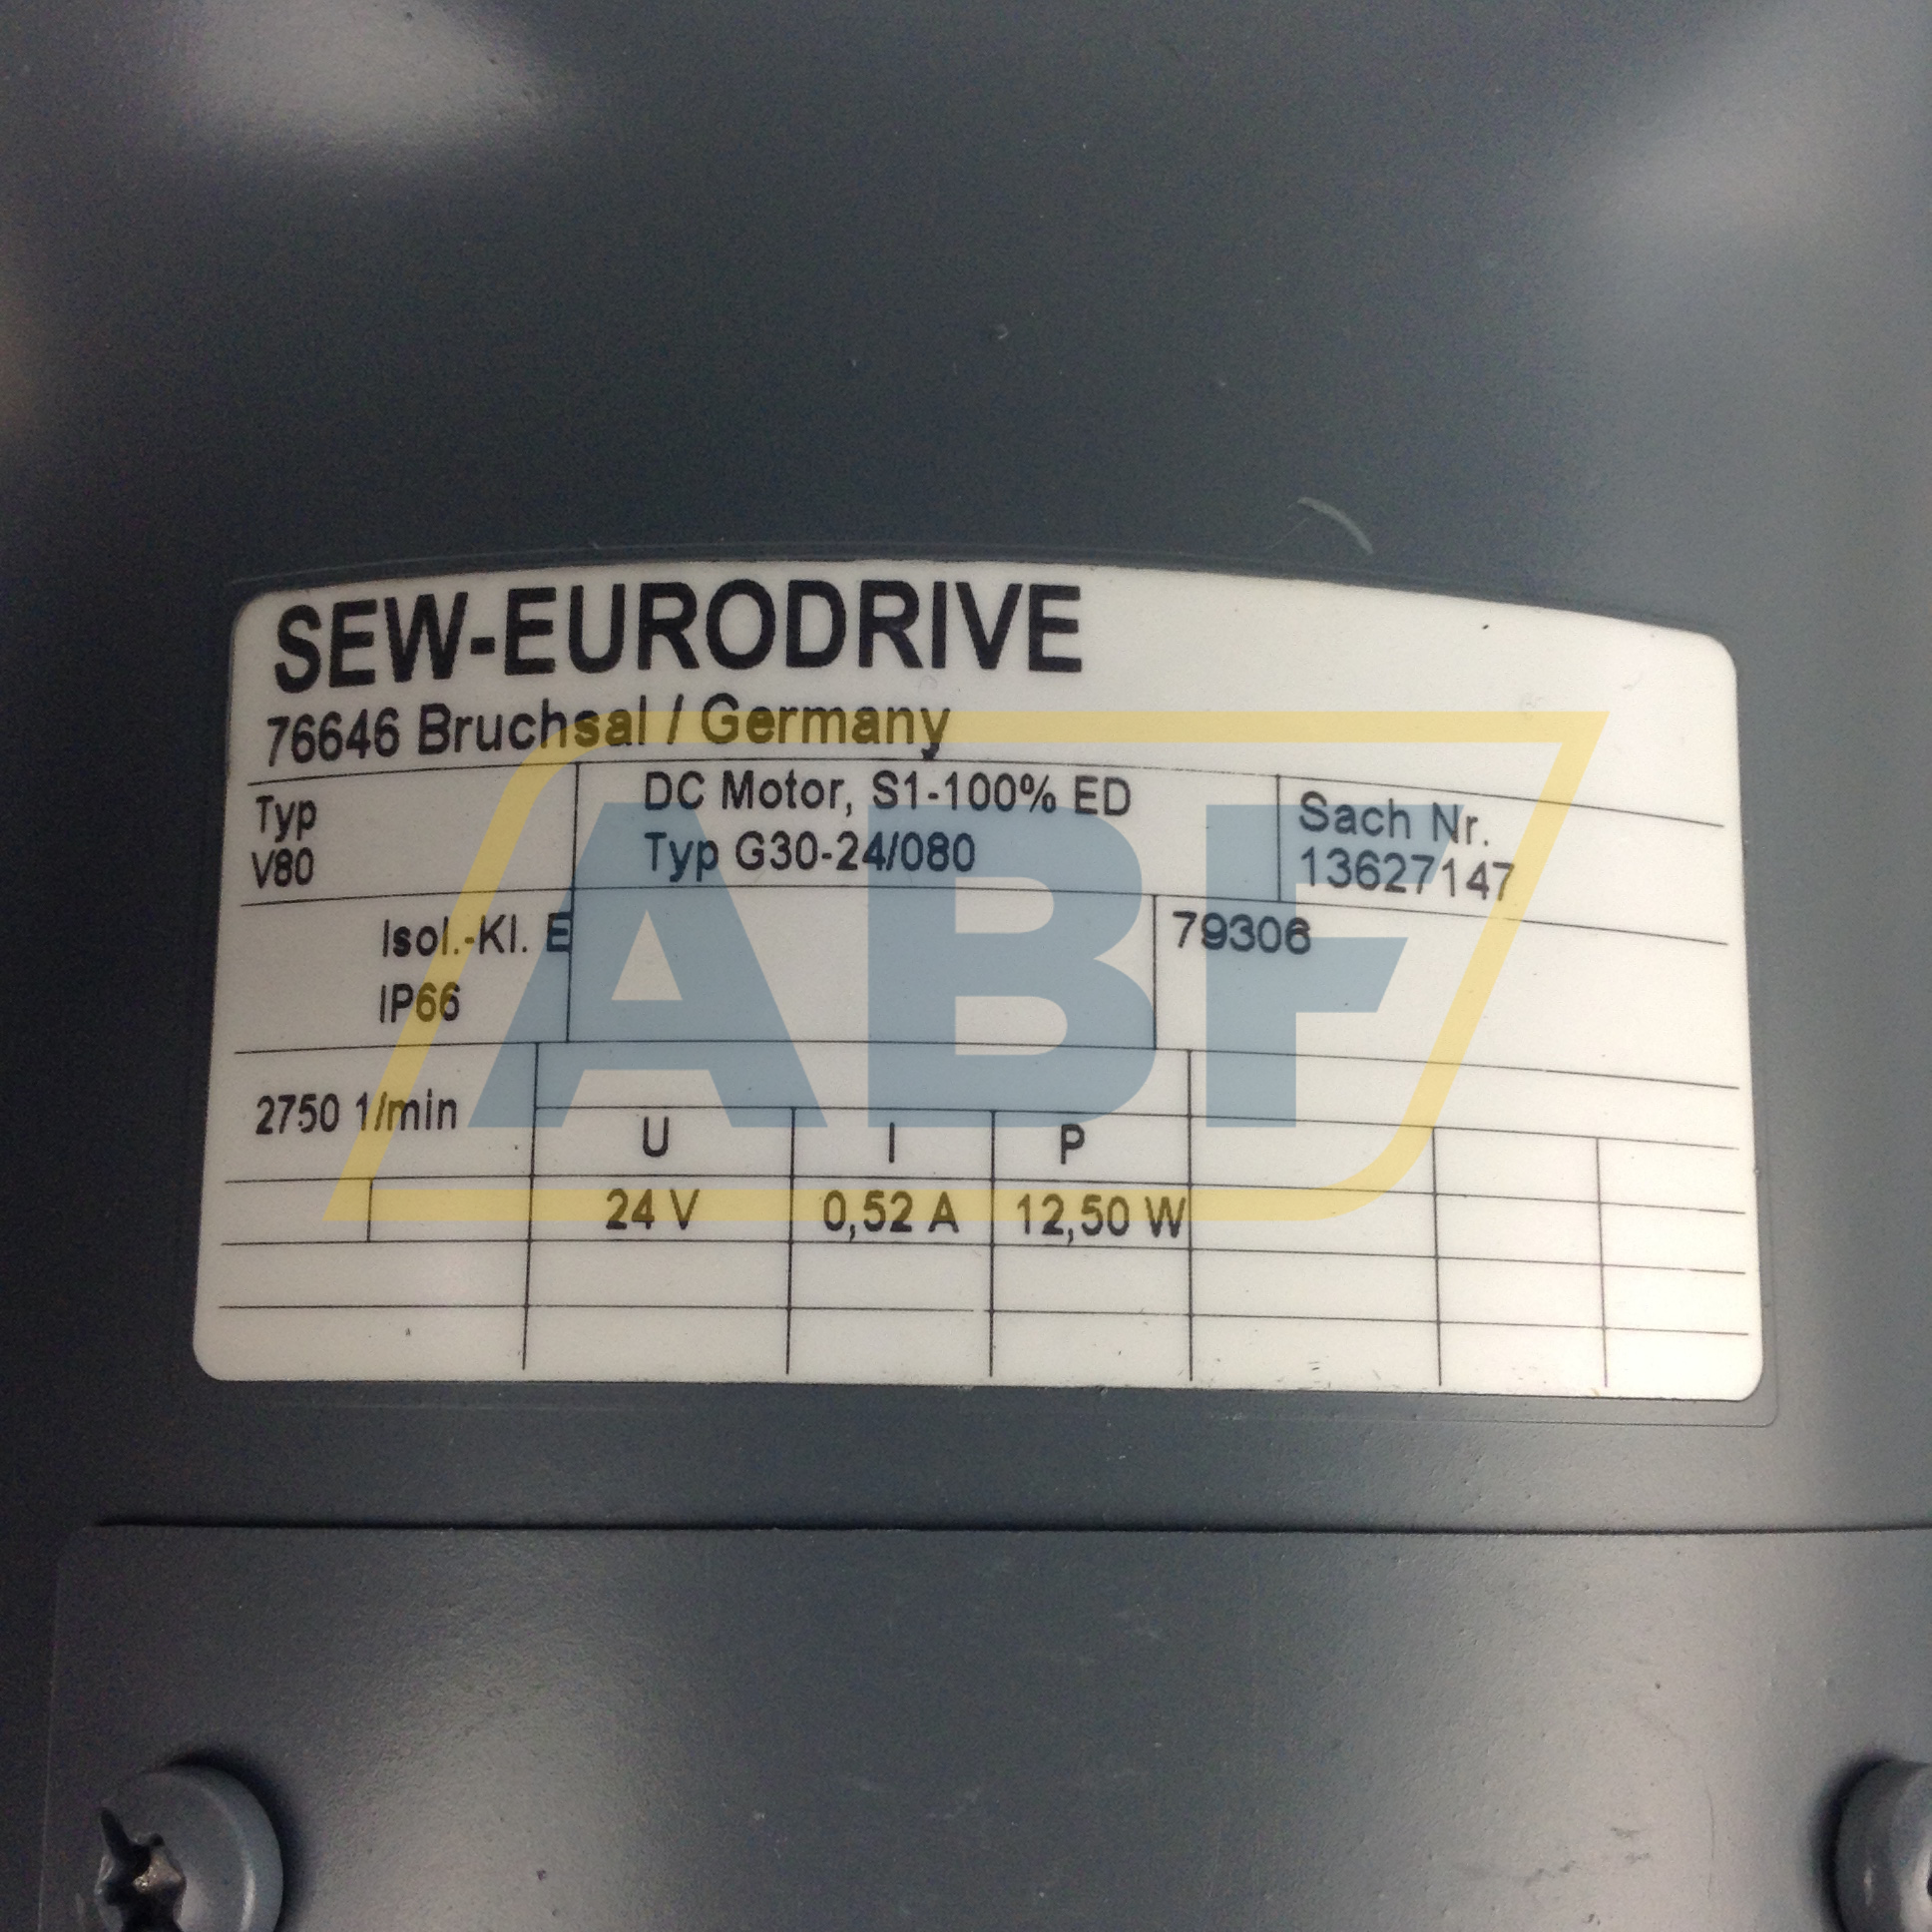 SEW-EURODRIVE
76646 Bruchsal / Germany
Typ
V80
DC Motor, S1-100% ED
Typ G30-24/080
Sach Nr.
13627147
Isol.-Kl. E
IP66
79306
2750 1/min
U I P
24 V 0,52 A 12,50 W
ABF